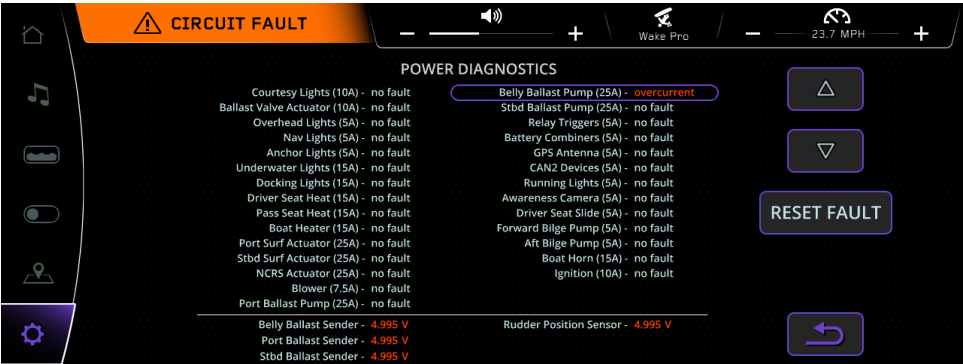 CIRCUIT FAULT
Wake Pro
23.7 MPH
POWER DIAGNOSTICS
Courtesy Lights (10A) - no fault
Ballast Valve Actuator (10A) - no fault
Overhead Lights (5A) - no fault
Nav Lights (5A) - no fault
Anchor Lights (5A) - no fault
Underwater Lights (15A) - no fault
Docking Lights (15A) - no fault
Driver Seat Heat (15A) - no fault
Pass Seat Heat (15A) - no fault
Boat Heater (15A) - no fault
Port Surf Actuator (25A) - no fault
Stbd Surf Actuator (25A) - no fault
NCRS Actuator (25A) - no fault
Blower (7.5A) - no fault
Port Ballast Pump (25A) - no fault
Belly Ballast Pump (25A) - overcurrent
Stbd Ballast Pump (25A) - no fault
Relay Triggers (5A) - no fault
Battery Combiners (5A) - no fault
GPS Antenna (5A) - no fault
CAN2 Devices (5A) - no fault
Running Lights (5A) - no fault
Awareness Camera (5A) - no fault
Driver Seat Slide (5A) - no fault
Forward Bilge Pump (5A) - no fault
Aft Bilge Pump (5A) - no fault
Boat Horn (15A) - no fault
Ignition (10A) - no fault
Belly Ballast Sender - 4.995 V
Port Ballast Sender - 4.995 V
Stbd Ballast Sender - 4.995 V
Rudder Position Sensor - 4.995 V
RESET FAULT